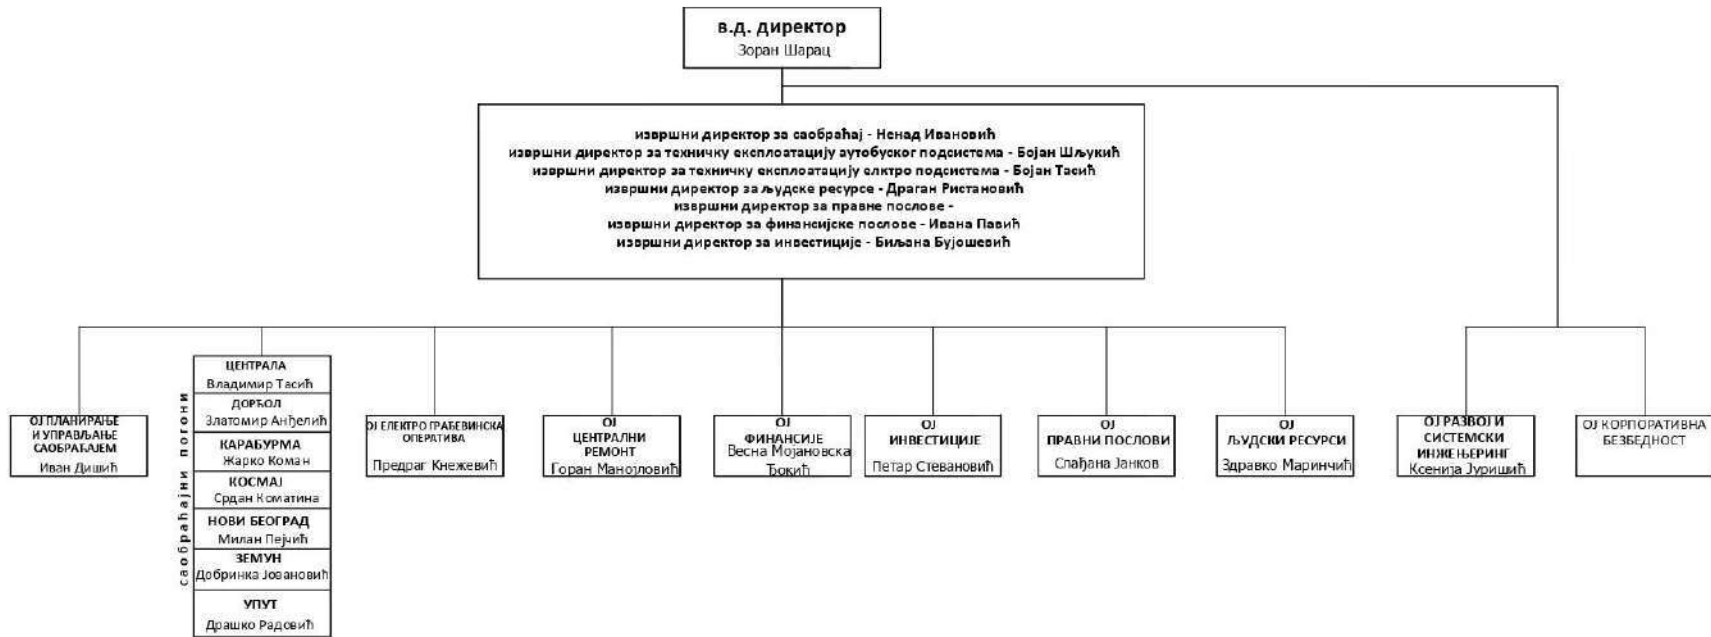 в.д. директор
Зоран Шарац
извршни директор за саобраћај - Ненад Ивановић
извршни директор за техничку експлоатацију аутобуског подсистема - Бојан Шљукић
извршни директор за техничку експлоатацију елктро подсистема - Бојан Тасић
извршни директор за људске ресурсе - Драган Ристановић
извршни директор за правне послове -
извршни директор за финансијске послове - Ивана Павић
извршни директор за инвестиције - Биљана Бујошевић
ОЈ ПЛАНИРАЊЕ
И УПРАВЉАЊЕ
САОБРАЋАЈЕМ
Иван Дишић
саобраћајни погони
ЦЕНТРАЛА
Владимир Тасић
ДОРЋОЛ
Златомир Анђелић
КАРАБУРМА
Жарко Коман
КОСМАЈ
Срдан Коматина
НОВИ БЕОГРАД
Милан Пејчић
ЗЕМУН
Добринка Јовановић
УПУТ
Драшко Радовић
ОЈ ЕЛЕКТРО ГРАЂЕВИНСКА
ОПЕРАТИВА
Предраг Кнежевић
ОЈ
ЦЕНТРАЛНИ
РЕМОНТ
Горан Манојловић
ОЈ
ФИНАНСИЈЕ
Весна Мојановска
Ђокић
ОЈ
ИНВЕСТИЦИЈЕ
Петар Стевановић
ОЈ
ПРАВНИ ПОСЛОВИ
Слађана Јанков
ОЈ
ЉУДСКИ РЕСУРСИ
Здравко Маринчић
ОЈ РАЗВОЈ И
СИСТЕМСКИ
ИНЖЕЊЕРИНГ
Ксенија Јуришић
ОЈ КОРПОРАТИВНА
БЕЗБЕДНОСТ